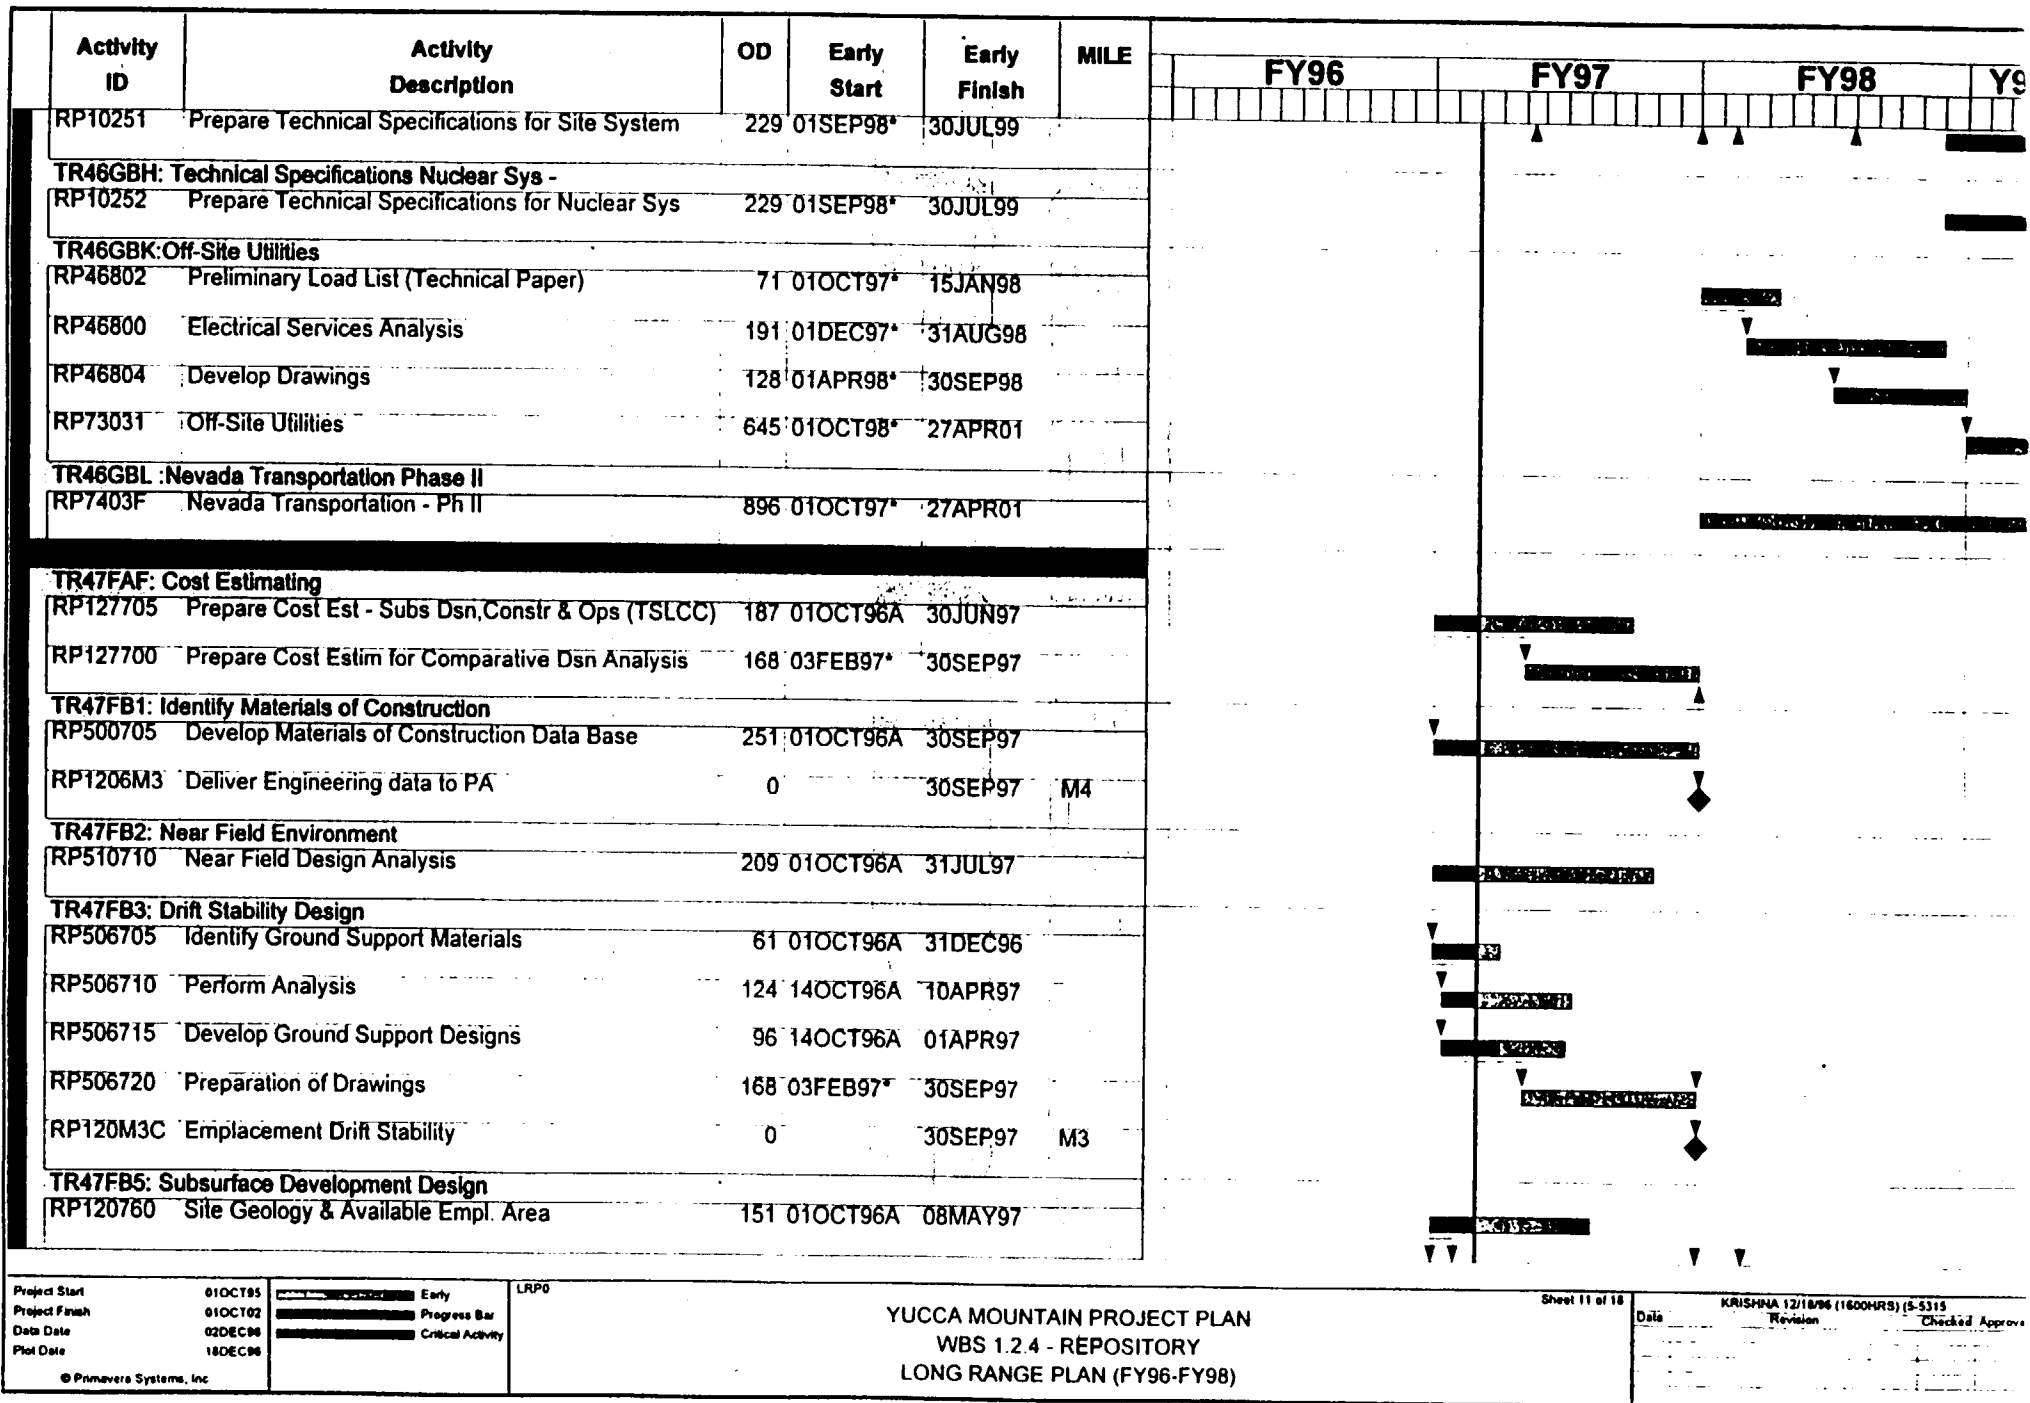 Activity ID Activity Description OD Early Start Early Finish MILE FY96 FY97 FY98 Y9
RP10251 Prepare Technical Specifications for Site System 229 01SEP98* 30JUL99
TR46GBH: Technical Specifications Nuclear Sys -
RP10252 Prepare Technical Specifications for Nuclear Sys 229 01SEP98* 30JUL99
TR46GBK:Off-Site Utilities
RP46802 Preliminary Load List (Technical Paper) 71 01OCT97* 15JAN98
RP46800 Electrical Services Analysis 191 01DEC97* 31AUG98
RP46804 Develop Drawings 128 01APR98* 30SEP98
RP73031 Off-Site Utilities 645 01OCT98* 27APR01
TR46GBL :Nevada Transportation Phase II
RP7403F Nevada Transportation - Ph II 896 01OCT97* 27APR01
TR47FAF: Cost Estimating
RP127705 Prepare Cost Est - Subs Dsn,Constr & Ops (TSLCC) 187 01OCT96A 30JUN97
RP127700 Prepare Cost Estim for Comparative Dsn Analysis 168 03FEB97* 30SEP97
TR47FB1: Identify Materials of Construction
RP500705 Develop Materials of Construction Data Base 251 01OCT96A 30SEP97
RP1206M3 Deliver Engineering data to PA 0 30SEP97 M4
TR47FB2: Near Field Environment
RP510710 Near Field Design Analysis 209 01OCT96A 31JUL97
TR47FB3: Drift Stability Design
RP506705 Identify Ground Support Materials 61 01OCT96A 31DEC96
RP506710 Perform Analysis 124 14OCT96A 10APR97
RP506715 Develop Ground Support Designs 96 14OCT96A 01APR97
RP506720 Preparation of Drawings 168 03FEB97* 30SEP97
RP120M3C Emplacement Drift Stability 0 30SEP97 M3
TR47FB5: Subsurface Development Design
RP120760 Site Geology & Available Empl. Area 151 01OCT96A 08MAY97
Project Start 01OCT95
Project Finish 01OCT02
Data Date 02DEC96
Plot Date 18DEC96
© Primavera Systems, Inc
Early
Progress Bar
Critical Activity
LRP0
YUCCA MOUNTAIN PROJECT PLAN
WBS 1.2.4 - REPOSITORY
LONG RANGE PLAN (FY96-FY98)
Sheet 11 of 18
KRISHNA 12/18/96 (1600HRS) (5-5315
Date Revision Checked Approve